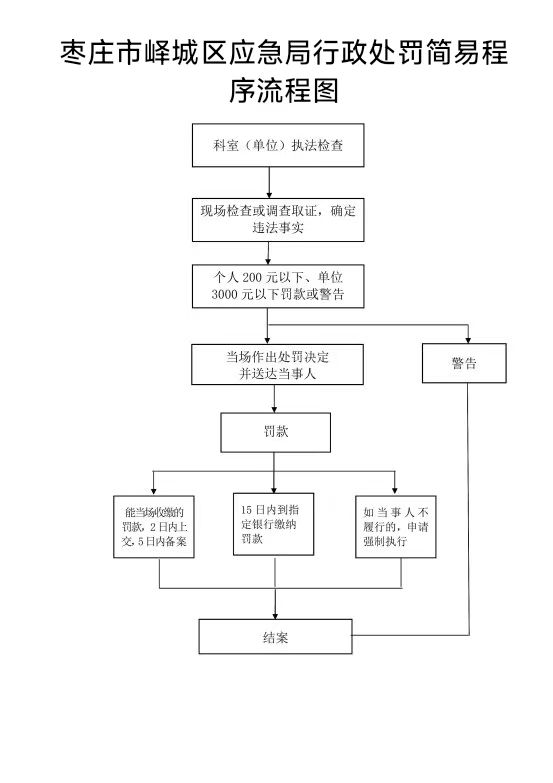 枣庄市峄城区应急局行政处罚简易程
序流程图
科室（单位）执法检查
现场检查或调查取证，确定
违法事实
个人 200 元以下、单位
3000 元以下罚款或警告
当场作出处罚决定
并送达当事人
警告
罚款
能当场收缴的
罚款，2 日内上
交，5 日内备案
15 日内到指
定银行缴纳
罚款
如当事人不
履行的，申请
强制执行
结案